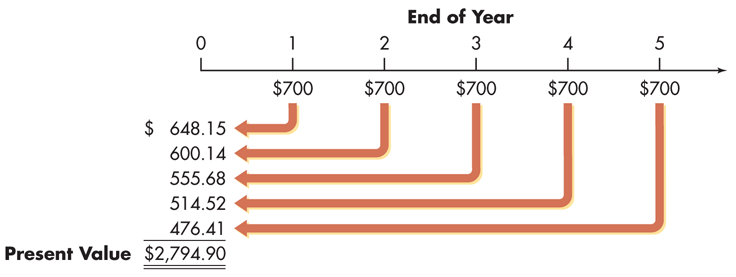 End of Year
0 1 2 3 4 5
$700 $700 $700 $700 $700
$ 648.15
600.14
555.68
514.52
476.41
Present Value $2,794.90